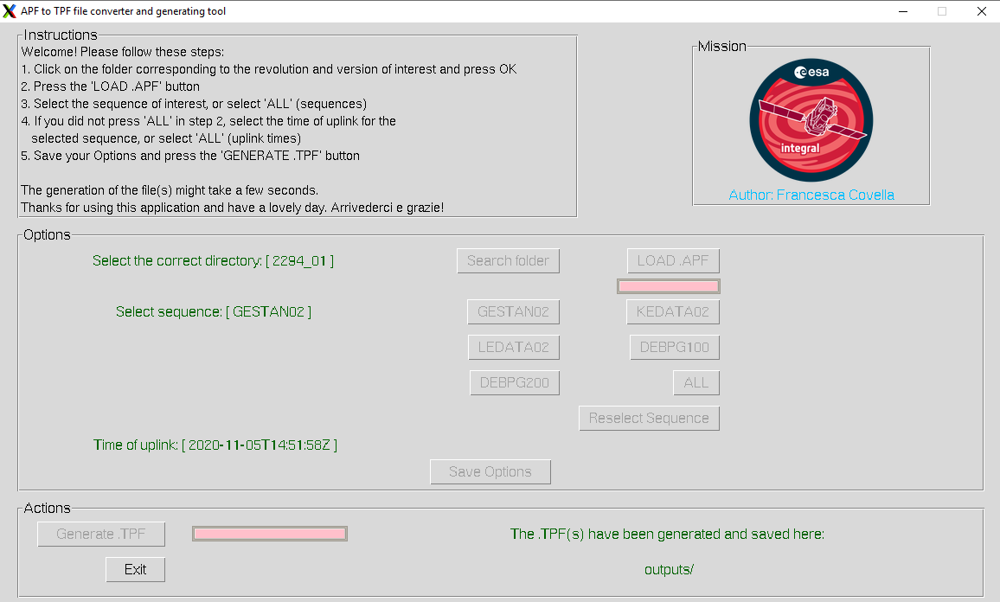 APF to TPF file converter and generating tool
Instructions
Welcome! Please follow these steps:
1. Click on the folder corresponding to the revolution and version of interest and press OK
2. Press the 'LOAD .APF' button
3. Select the sequence of interest, or select 'ALL' (sequences)
4. If you did not press 'ALL' in step 2, select the time of uplink for the
selected sequence, or select 'ALL' (uplink times)
5. Save your Options and press the 'GENERATE .TPF' button
The generation of the file(s) might take a few seconds.
Thanks for using this application and have a lovely day. Arrivederci e grazie!
Mission
esa
integral
Author: Francesca Covella
Options
Select the correct directory: [ 2294_01 ]
Search folder
LOAD .APF
Select sequence: [ GESTAN02 ]
GESTAN02
KEDATA02
LEDATA02
DEBPG100
DEBPG200
ALL
Reselect Sequence
Time of uplink: [ 2020-11-05T14:51:58Z ]
Save Options
Actions
Generate .TPF
The .TPF(s) have been generated and saved here:
Exit
outputs/